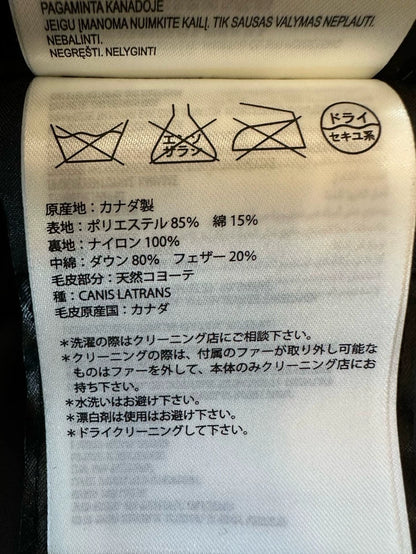 PAGAMINTA KANADOJE
JEIGU ĮMANOMA NUIMKITE KAILĮ. TIK SAUSAS VALYMAS NEPLAUTI.
NEBALINTI.
NEGREŠTI. NELYGINTI
エンソ
サラシ
ドライ
セキユ系
原産地：カナダ製
表地：ポリエステル 85%　綿 15%
裏地：ナイロン 100%
中綿：ダウン 80%　フェザー 20%
毛皮部分：天然コヨーテ
種：CANIS LATRANS
毛皮原産国：カナダ
＊洗濯の際はクリーニング店にご相談下さい。
＊クリーニングの際は、付属のファーが取り外し可能な
ものはファーを外して、本体のみクリーニング店にお
持ち下さい。
＊水洗いはお避け下さい。
＊漂白剤は使用はお避け下さい。
＊ドライクリーニングして下さい。